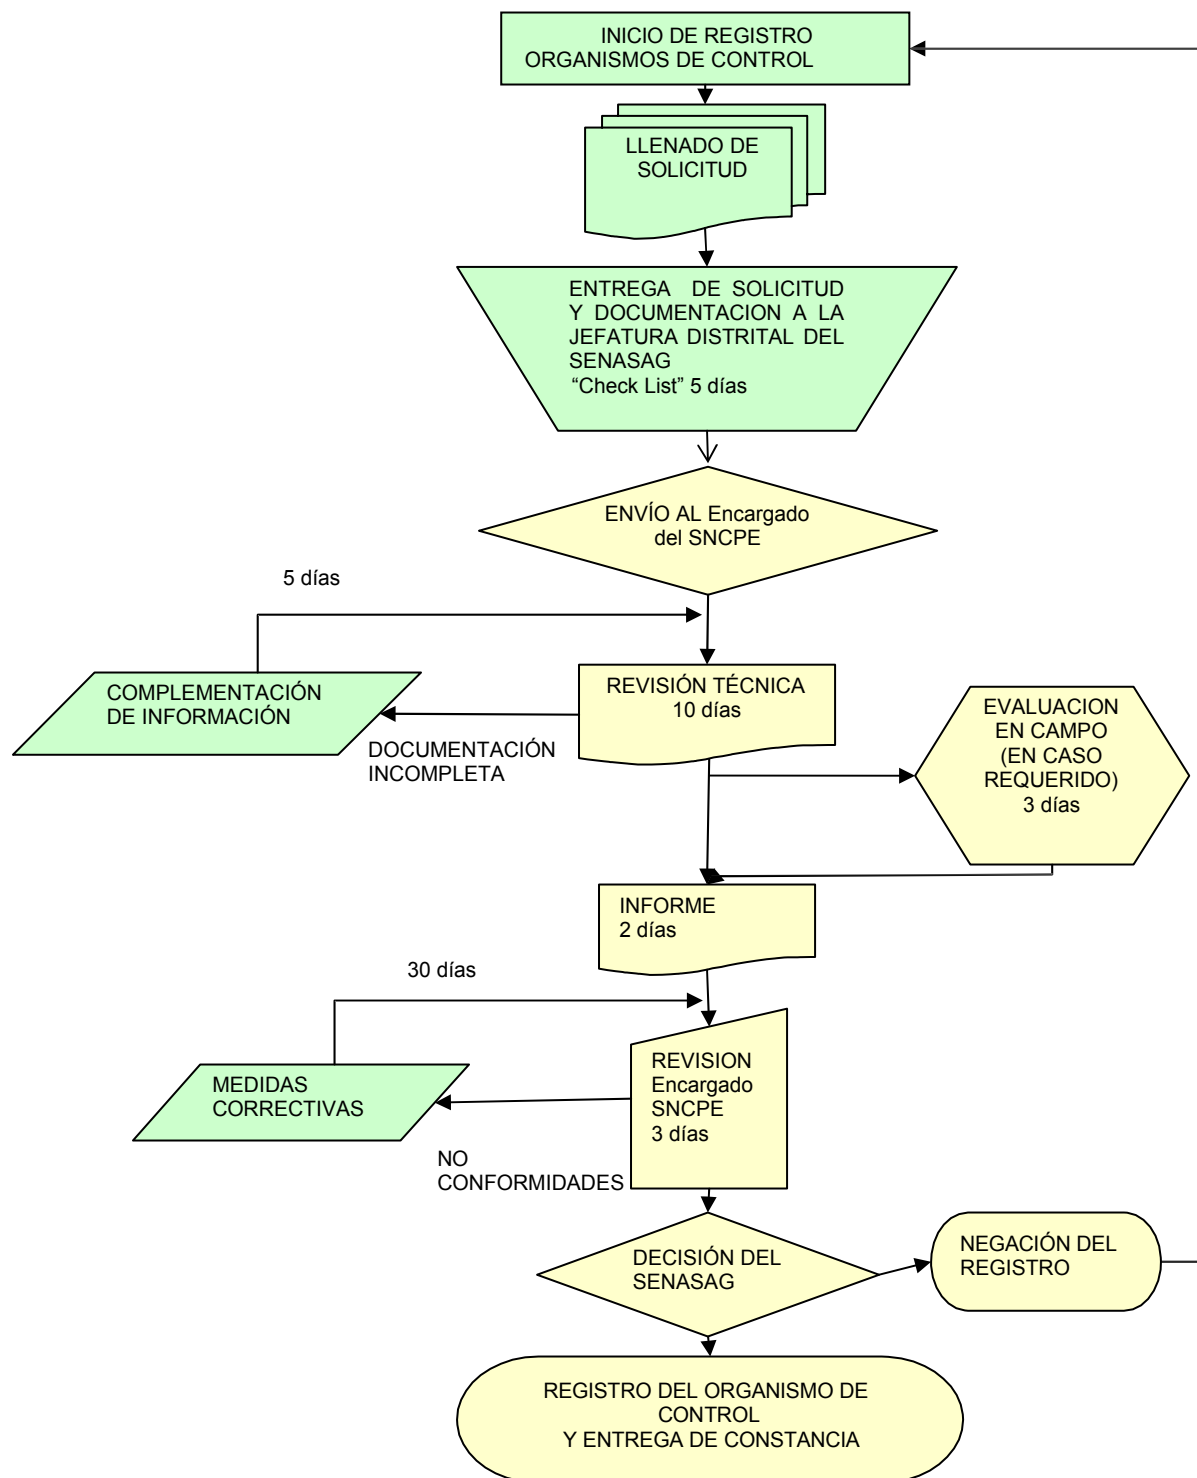 INICIO DE REGISTRO
ORGANISMOS DE CONTROL
LLENADO DE
SOLICITUD
ENTREGA DE SOLICITUD
Y DOCUMENTACION A LA
JEFATURA DISTRITAL DEL
SENASAG
“Check List” 5 días
ENVÍO AL Encargado
del SNCPE
5 días
COMPLEMENTACIÓN
DE INFORMACIÓN
REVISIÓN TÉCNICA
10 días
DOCUMENTACIÓN
INCOMPLETA
EVALUACION
EN CAMPO
(EN CASO
REQUERIDO)
3 días
INFORME
2 días
30 días
MEDIDAS
CORRECTIVAS
REVISION
Encargado
SNCPE
3 días
NO
CONFORMIDADES
DECISIÓN DEL
SENASAG
NEGACIÓN DEL
REGISTRO
REGISTRO DEL ORGANISMO DE
CONTROL
Y ENTREGA DE CONSTANCIA